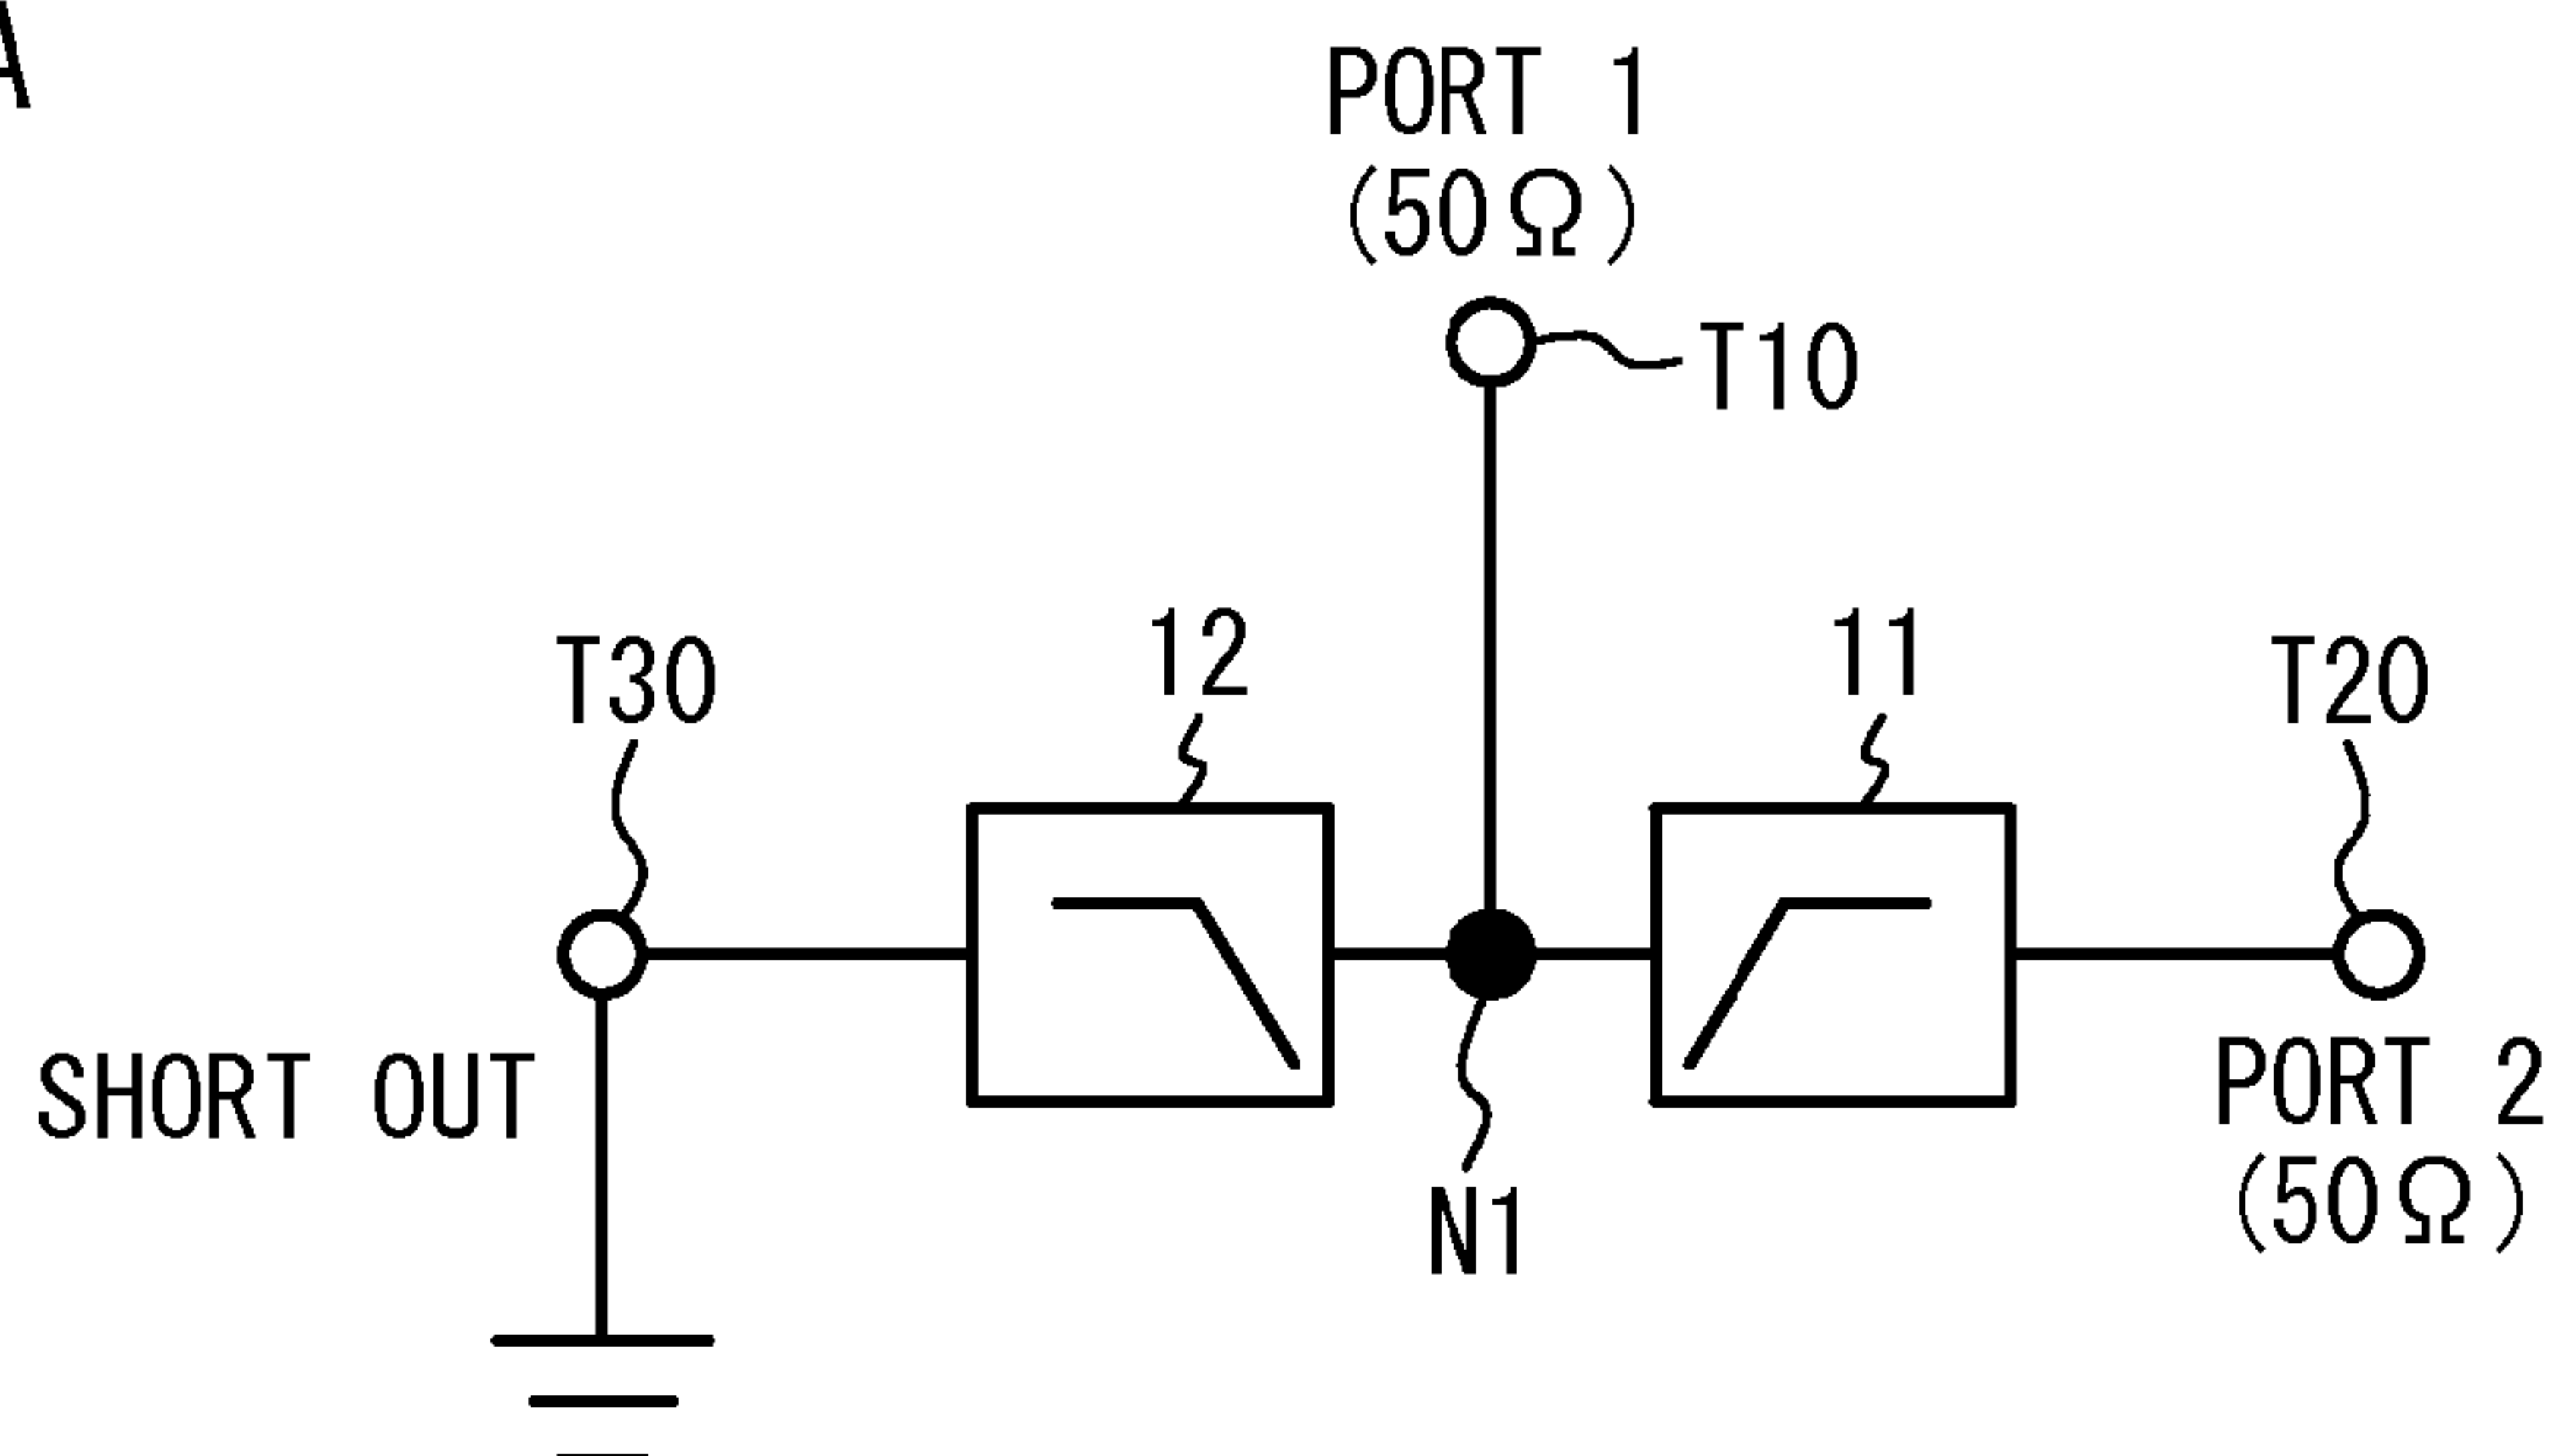 A
PORT 1
(50Ω)
T10
T30
12
11
T20
SHORT OUT
N1
PORT 2
(50Ω)